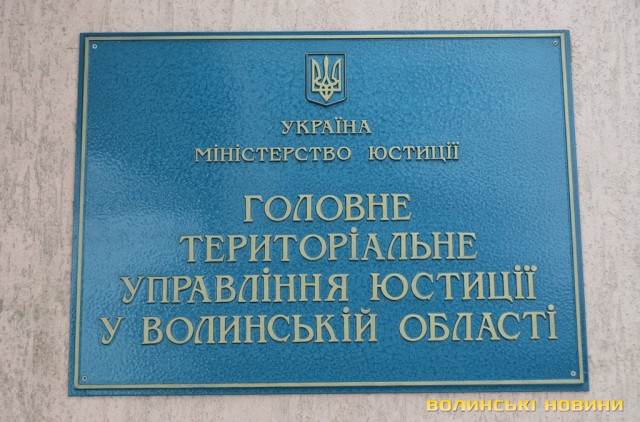 УКРАЇНА
МІНІСТЕРСТВО ЮСТИЦІЇ
ГОЛОВНЕ
ТЕРИТОРІАЛЬНЕ
УПРАВЛІННЯ ЮСТИЦІЇ
У ВОЛИНСЬКІЙ ОБЛАСТІ
ВОЛИНСЬКІ НОВИНИ